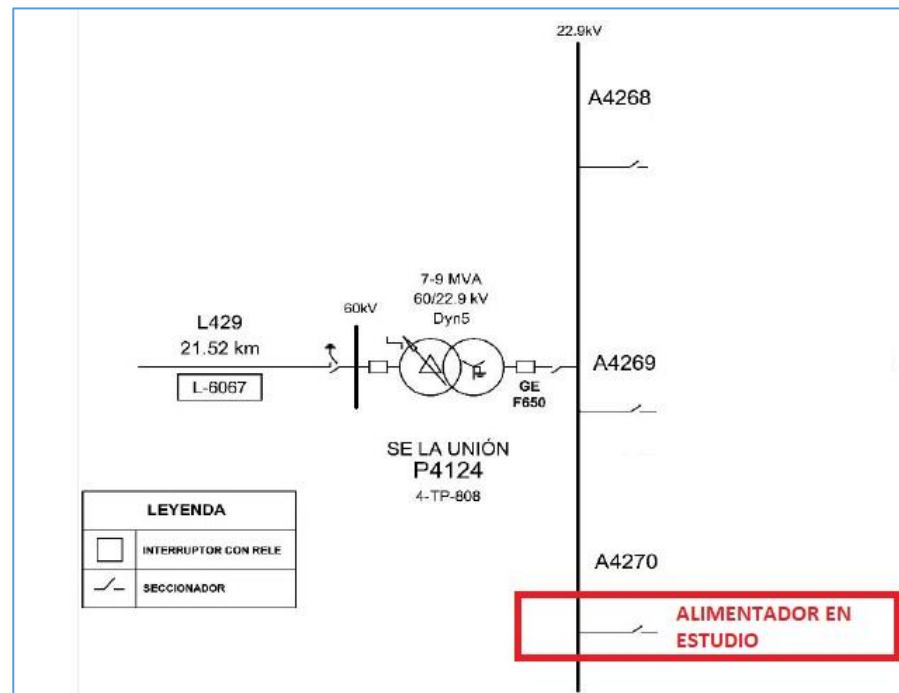 22.9kV
A4268
7-9 MVA
60/22.9 kV
Dyn5
60kV
L429
21.52 km
L-6067
GE
F650
A4269
SE LA UNIÓN
P4124
4-TP-808
LEYENDA
INTERRUPTOR CON RELE
SECCIONADOR
A4270
ALIMENTADOR EN
ESTUDIO